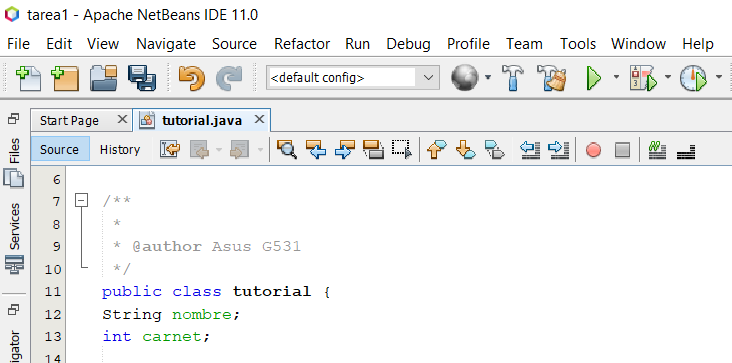 tarea1 - Apache NetBeans IDE 11.0
File Edit View Navigate Source Refactor Run Debug Profile Team Tools Window Help
<default config>
Start Page tutorial.java
Source History
Files
Services
igator
6
7 /**
8 *
9 * @author Asus G531
10 */
11 public class tutorial {
12 String nombre;
13 int carnet;
14